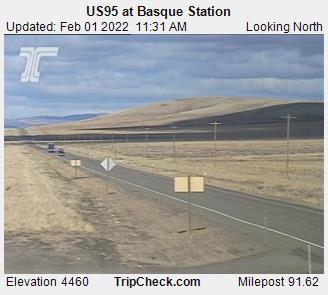 US95 at Basque Station
Updated: Feb 01 2022 11:31 AM Looking North
Elevation 4460 TripCheck.com Milepost 91.62